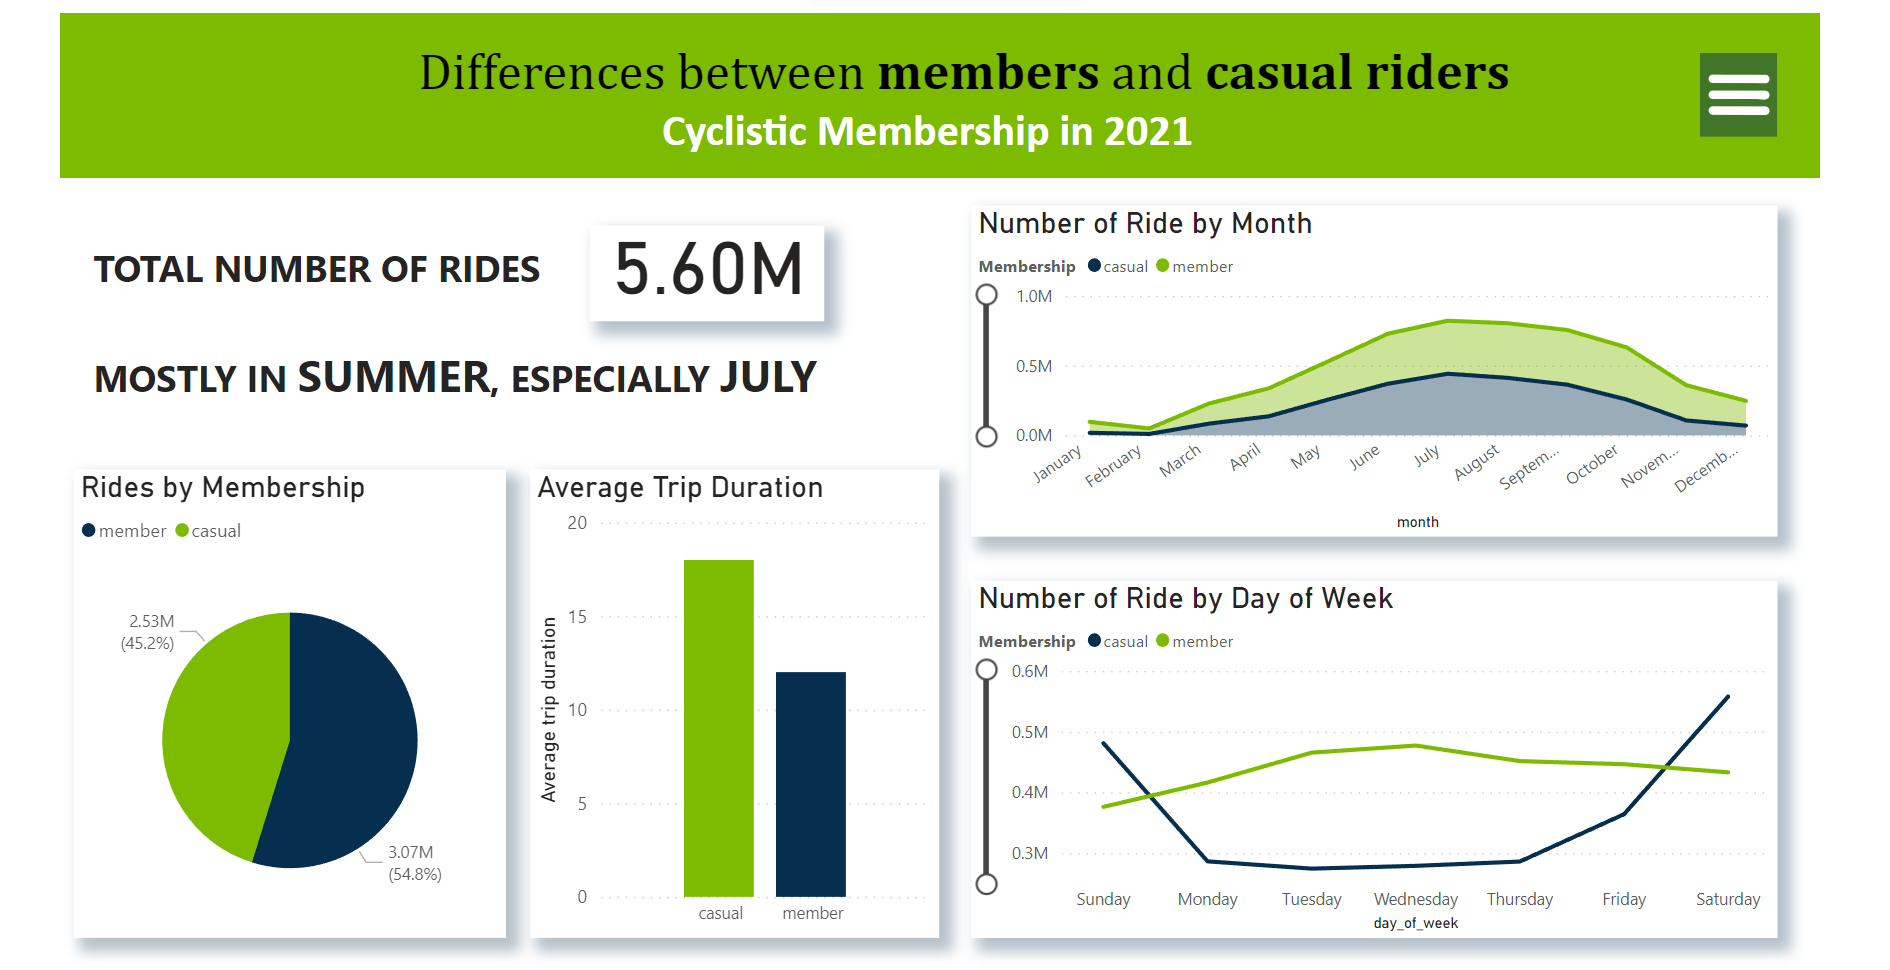 Differences between members and casual riders
Cyclistic Membership in 2021
TOTAL NUMBER OF RIDES
5.60M
MOSTLY IN SUMMER, ESPECIALLY JULY
Rides by Membership
member casual
2.53M
(45.2%)
3.07M
(54.8%)
Average Trip Duration
Average trip duration
20
15
10
5
0
casual member
Number of Ride by Month
Membership casual member
1.0M
0.5M
0.0M
January February March April May June July August Septem... October Novem... Decemb...
month
Number of Ride by Day of Week
Membership casual member
0.6M
0.5M
0.4M
0.3M
Sunday Monday Tuesday Wednesday Thursday Friday Saturday
day_of_week